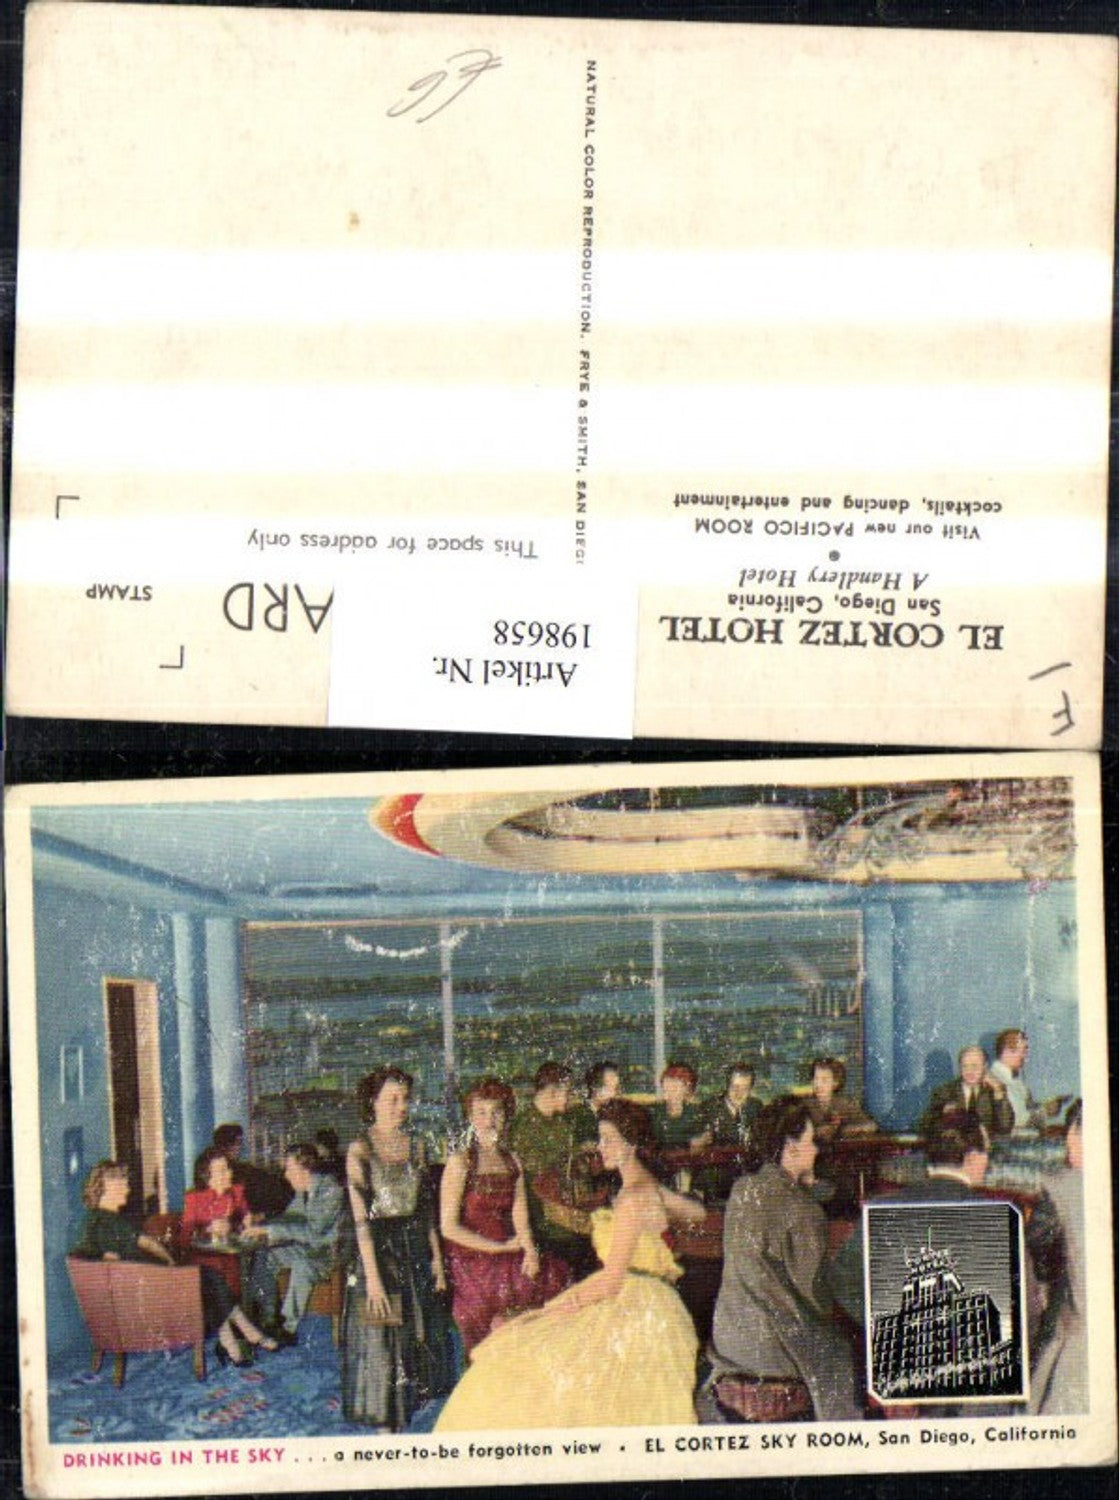 EL CORTEZ HOTEL
San Diego, California
A Handlery Hotel
Visit our new PACIFICO ROOM
cocktails, dancing and entertainment
NATURAL COLOR REPRODUCTION. FRYE & SMITH, SAN DIEG
Artikel Nr.
198658
ARD
This space for address only
STAMP
F
DRINKING IN THE SKY . . . a never-to-be forgotten view • EL CORTEZ SKY ROOM, San Diego, California